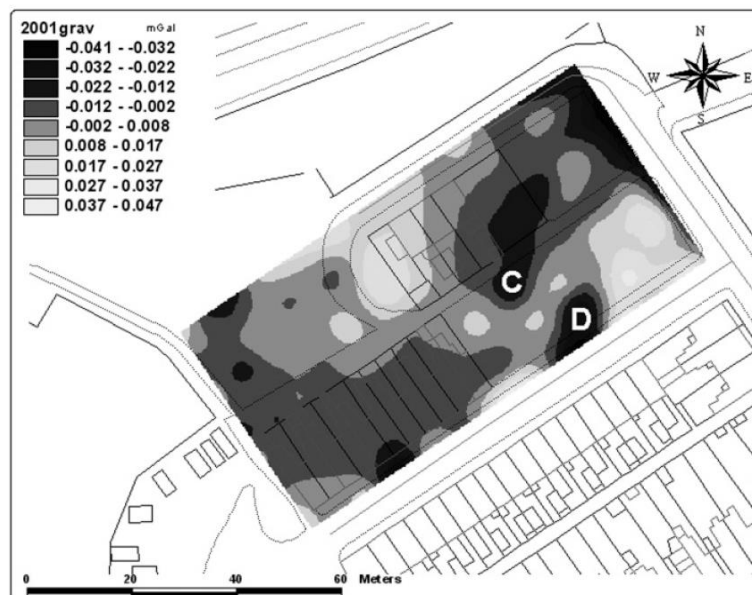 2001grav mGal
-0.041 - -0.032
-0.032 - -0.022
-0.022 - -0.012
-0.012 - -0.002
-0.002 - 0.008
0.008 - 0.017
0.017 - 0.027
0.027 - 0.037
0.037 - 0.047
N
W E
S
C
D
0 20 40 60 Meters